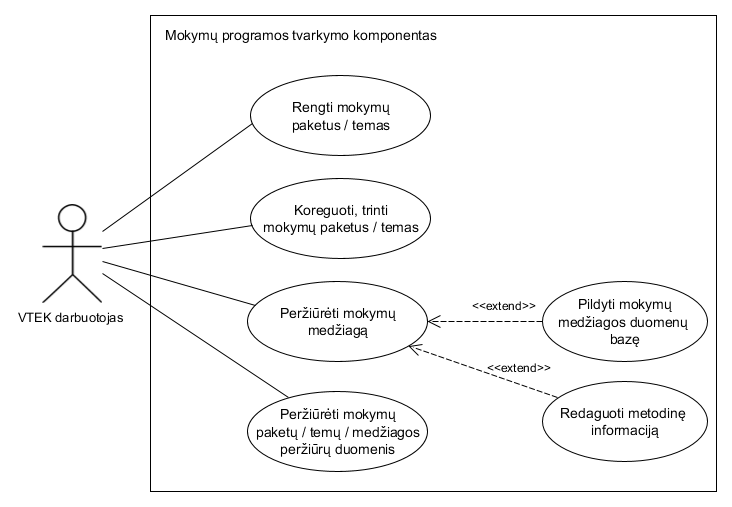 Mokymų programos tvarkymo komponentas
Rengti mokymų
paketus / temas
Koreguoti, trinti
mokymų paketus / temas
VTEK darbuotojas
Peržiūrėti mokymų
medžiagą
<<extend>>
Pildyti mokymų
medžiagos duomenų
bazę
<<extend>>
Redaguoti metodinę
informaciją
Peržiūrėti mokymų
paketų / temų / medžiagos
peržiūrų duomenis